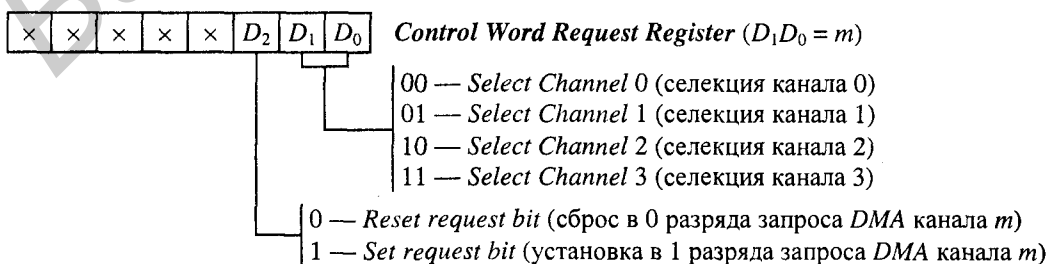 × × × × × D₂ D₁ D₀ Control Word Request Register (D₁D₀ = m)
00 — Select Channel 0 (селекция канала 0)
01 — Select Channel 1 (селекция канала 1)
10 — Select Channel 2 (селекция канала 2)
11 — Select Channel 3 (селекция канала 3)
0 — Reset request bit (сброс в 0 разряда запроса DMA канала m)
1 — Set request bit (установка в 1 разряда запроса DMA канала m)